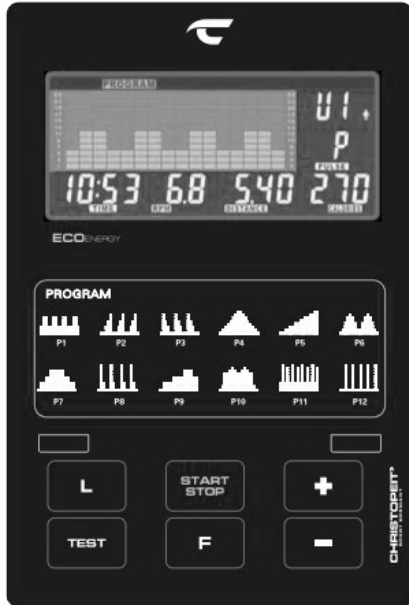 PROGRAM
U1
P
PULSE
10:53 6.8 5.40 270
TIME RPM DISTANCE CALORIES
ECOENERGY
PROGRAM
P1 P2 P3 P4 P5 P6
P7 P8 P9 P10 P11 P12
L START STOP +
TEST F -
CHRISTOPEIT